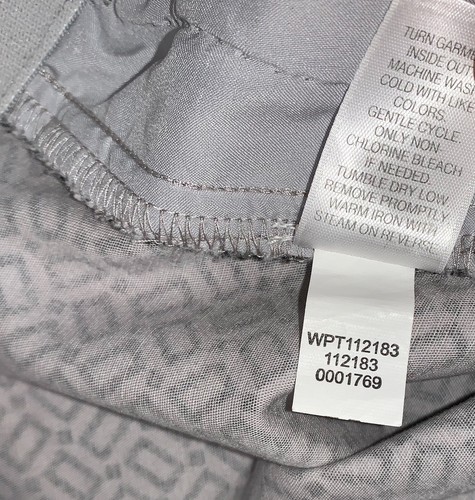 TURN GARM
INSIDE OUT
MACHINE WASH
COLD WITH LIKE
COLORS.
GENTLE CYCLE.
ONLY NON-
CHLORINE BLEACH
IF NEEDED.
TUMBLE DRY LOW.
REMOVE PROMPTLY.
WARM IRON WITH
STEAM ON REVERSE
WPT112183
112183
0001769